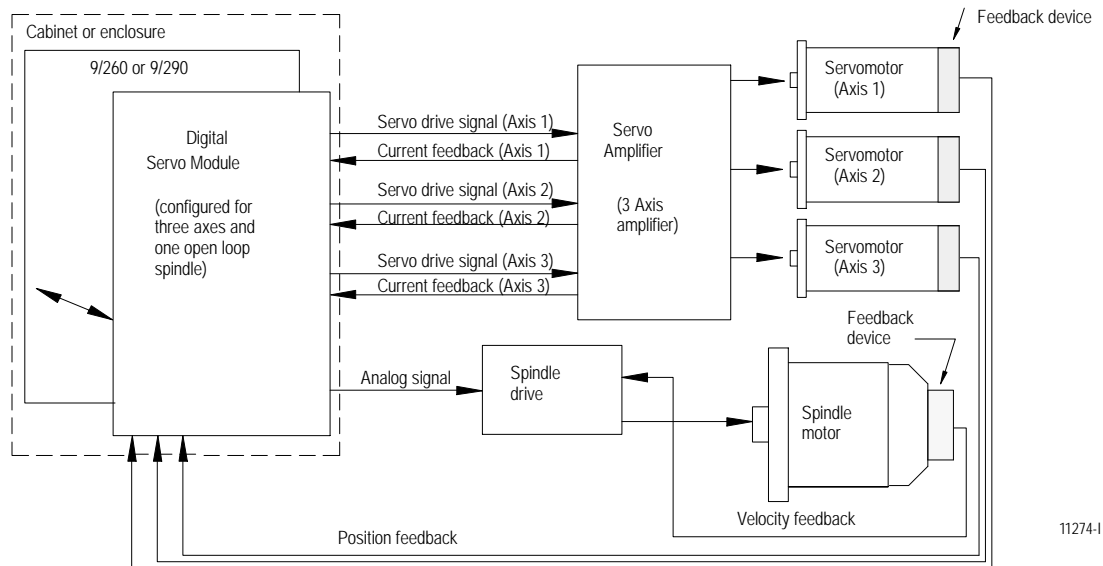 Feedback device
Cabinet or enclosure
9/260 or 9/290
Digital
Servo Module
(configured for
three axes and
one open loop
spindle)
Servo drive signal (Axis 1)
Current feedback (Axis 1)
Servo drive signal (Axis 2)
Current feedback (Axis 2)
Servo drive signal (Axis 3)
Current feedback (Axis 3)
Servo
Amplifier
(3 Axis
amplifier)
Servomotor
(Axis 1)
Servomotor
(Axis 2)
Servomotor
(Axis 3)
Feedback
device
Analog signal
Spindle
drive
Spindle
motor
Velocity feedback
Position feedback
11274-I